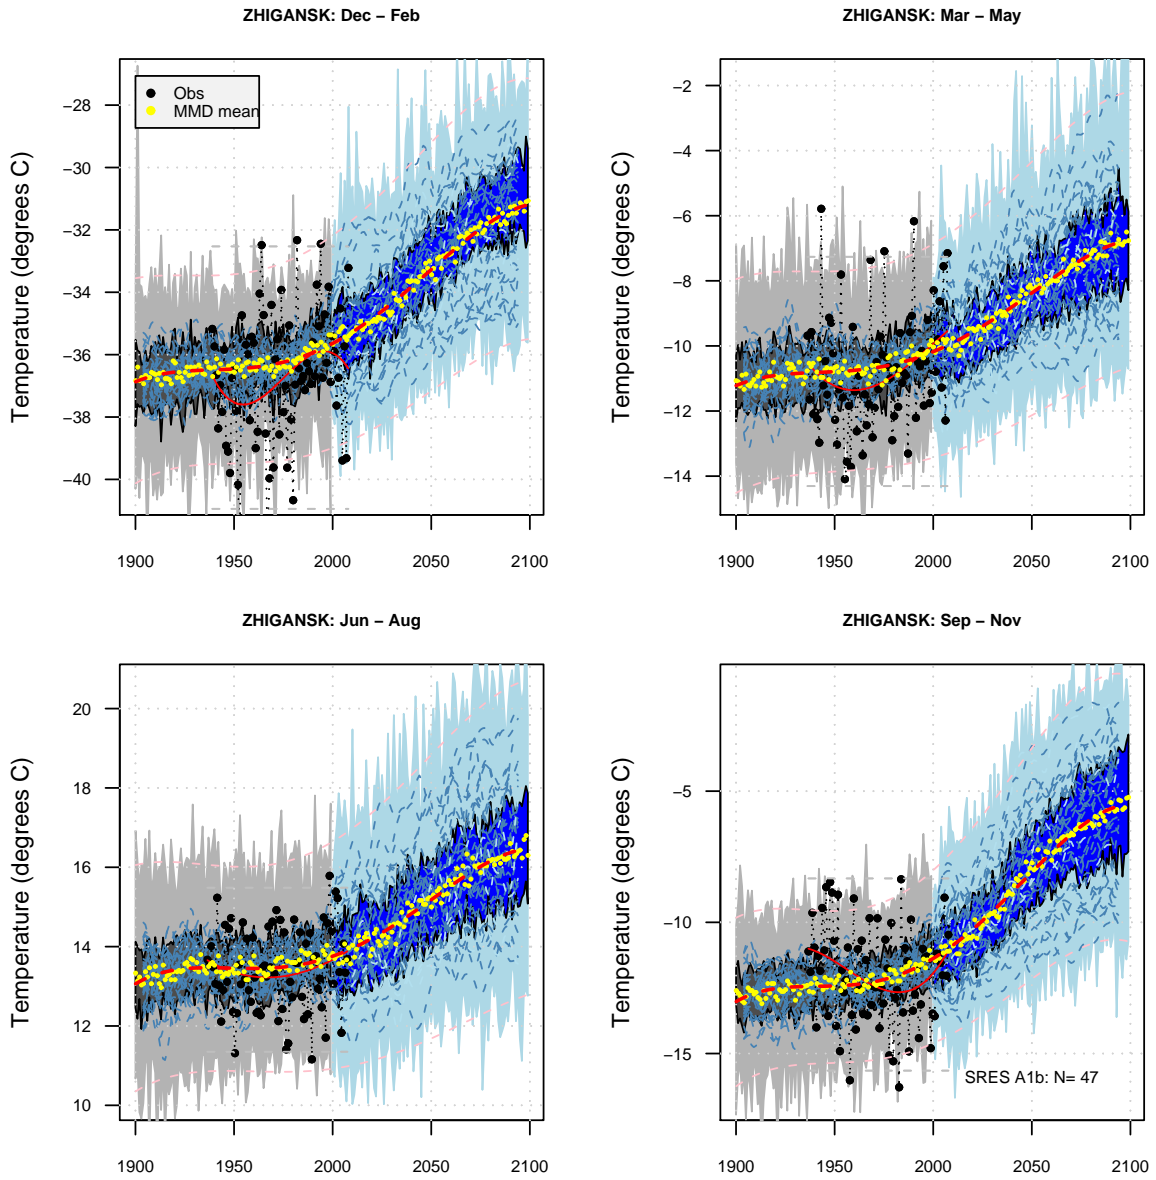 ZHIGANSK: Dec − Feb
Temperature (degrees C)
−28
−30
−32
−34
−36
−38
−40
Obs
MMD mean
1900 1950 2000 2050 2100
ZHIGANSK: Mar − May
Temperature (degrees C)
−2
−4
−6
−8
−10
−12
−14
1900 1950 2000 2050 2100
ZHIGANSK: Jun − Aug
Temperature (degrees C)
20
18
16
14
12
10
1900 1950 2000 2050 2100
ZHIGANSK: Sep − Nov
Temperature (degrees C)
−5
−10
−15
SRES A1b: N= 47
1900 1950 2000 2050 2100